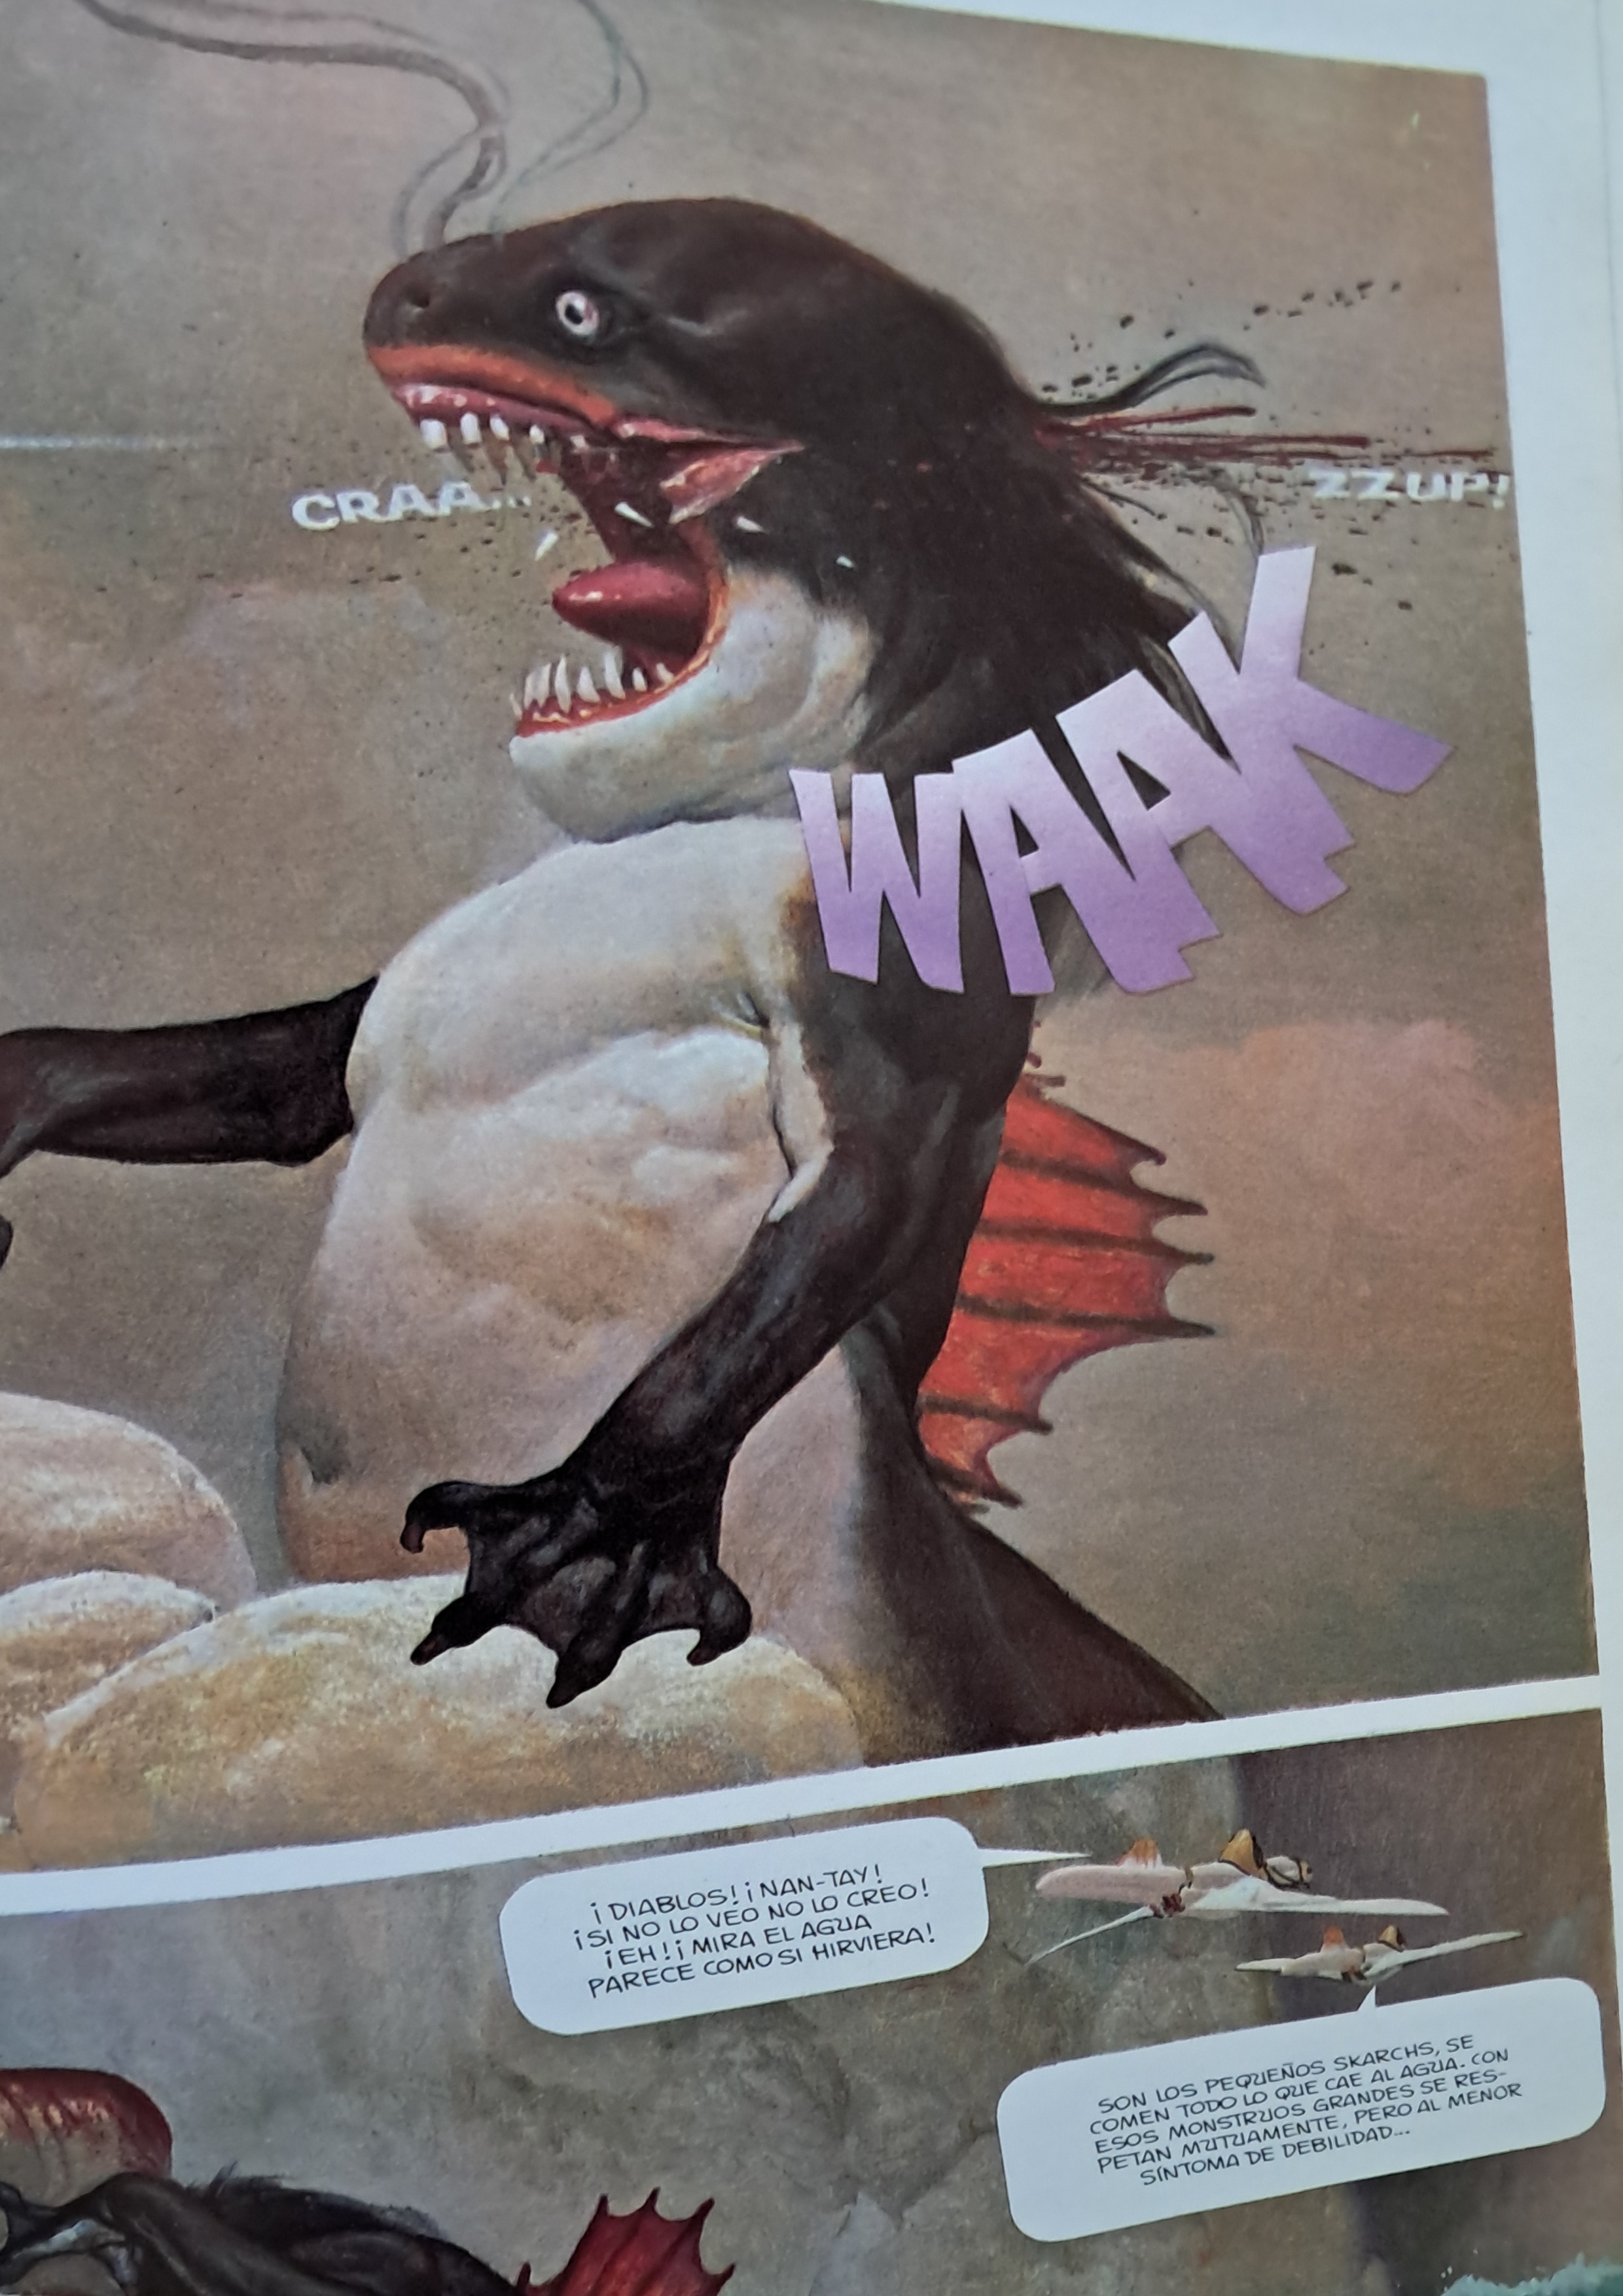 CRAA...
ZZUP!
WAAK
¡DIABLOS! ¡NAN-TAY!
¡SI NO LO VEO NO LO CREO!
¡EH! ¡MIRA EL AGUA
PARECE COMO SI HIRVIERA!
SON LOS PEQUEÑOS SKARCHS, SE
COMEN TODO LO QUE CAE AL AGUA. CON
ESOS MONSTRUOS GRANDES SE RES-
PETAN MUTUAMENTE, PERO AL MENOR
SÍNTOMA DE DEBILIDAD...